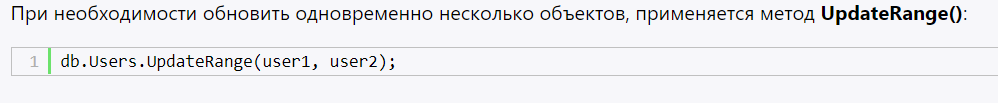 При необходимости обновить одновременно несколько объектов, применяется метод UpdateRange():
1 db.Users.UpdateRange(user1, user2);